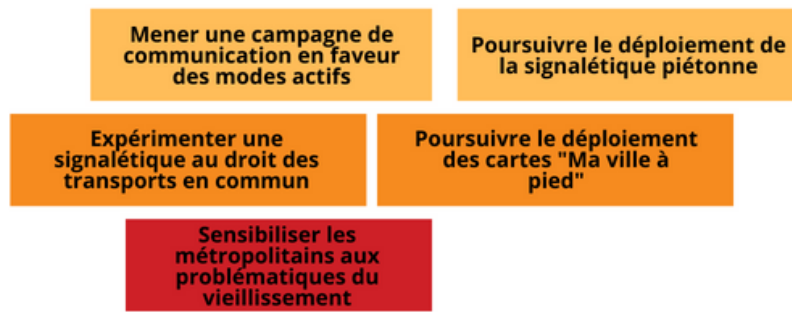 Mener une campagne de
communication en faveur
des modes actifs
Poursuivre le déploiement de
la signalétique piétonne
Expérimenter une
signalétique au droit des
transports en commun
Poursuivre le déploiement
des cartes "Ma ville à
pied"
Sensibiliser les
métropolitains aux
problématiques du
vieillissement